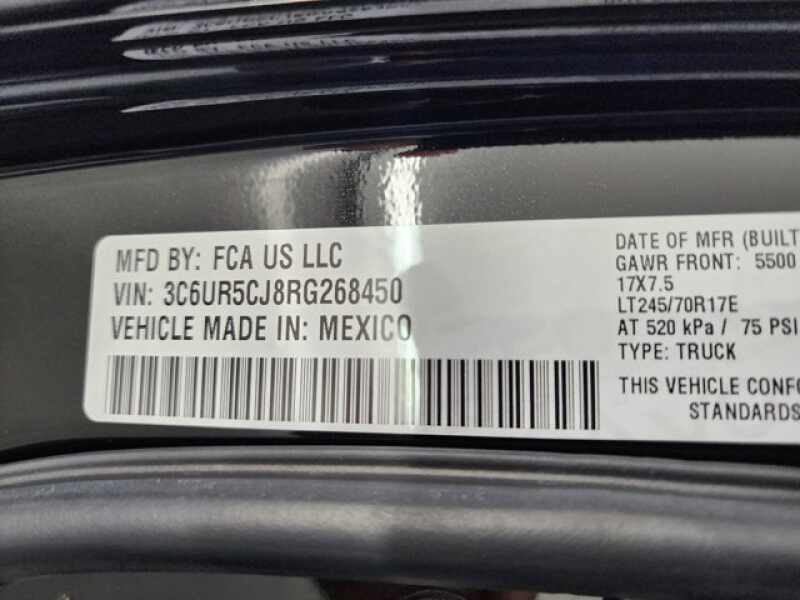 MFD BY: FCA US LLC
VIN: 3C6UR5CJ8RG268450
VEHICLE MADE IN: MEXICO
DATE OF MFR (BUILT
GAWR FRONT: 5500
17X7.5
LT245/70R17E
AT 520 kPa / 75 PSI
TYPE: TRUCK
THIS VEHICLE CONFO
STANDARDS